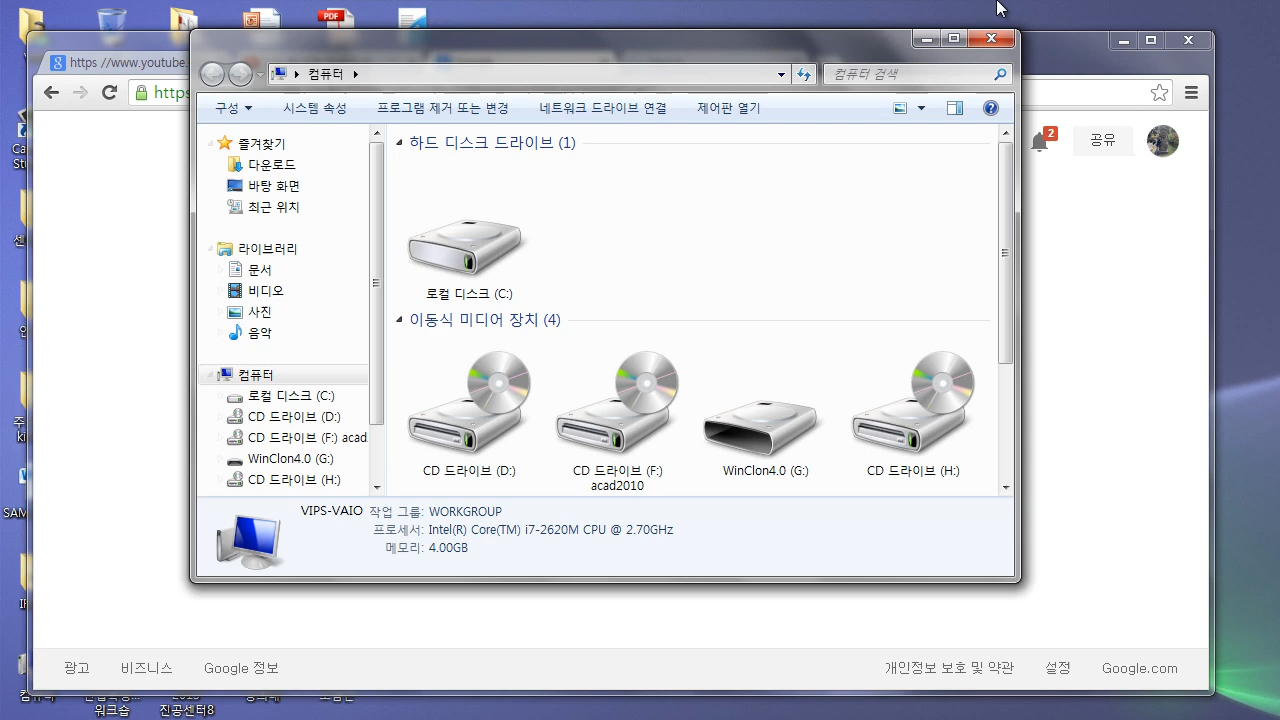 PDF
https://www.youtube.
https
컴퓨터
컴퓨터 검색
구성
시스템 속성
프로그램 제거 또는 변경
네트워크 드라이브 연결
제어판 열기
즐겨찾기
다운로드
바탕 화면
최근 위치
라이브러리
문서
비디오
사진
음악
컴퓨터
로컬 디스크 (C:)
CD 드라이브 (D:)
CD 드라이브 (F:) acad
WinClon4.0 (G:)
CD 드라이브 (H:)
하드 디스크 드라이브 (1)
로컬 디스크 (C:)
이동식 미디어 장치 (4)
CD 드라이브 (D:)
CD 드라이브 (F:)
acad2010
WinClon4.0 (G:)
CD 드라이브 (H:)
VIPS-VAIO
작업 그룹: WORKGROUP
프로세서: Intel(R) Core(TM) i7-2620M CPU @ 2.70GHz
메모리: 4.00GB
2
공유
광고
비즈니스
Google 정보
개인정보 보호 및 약관
설정
Google.com
워크숍
진공센터8